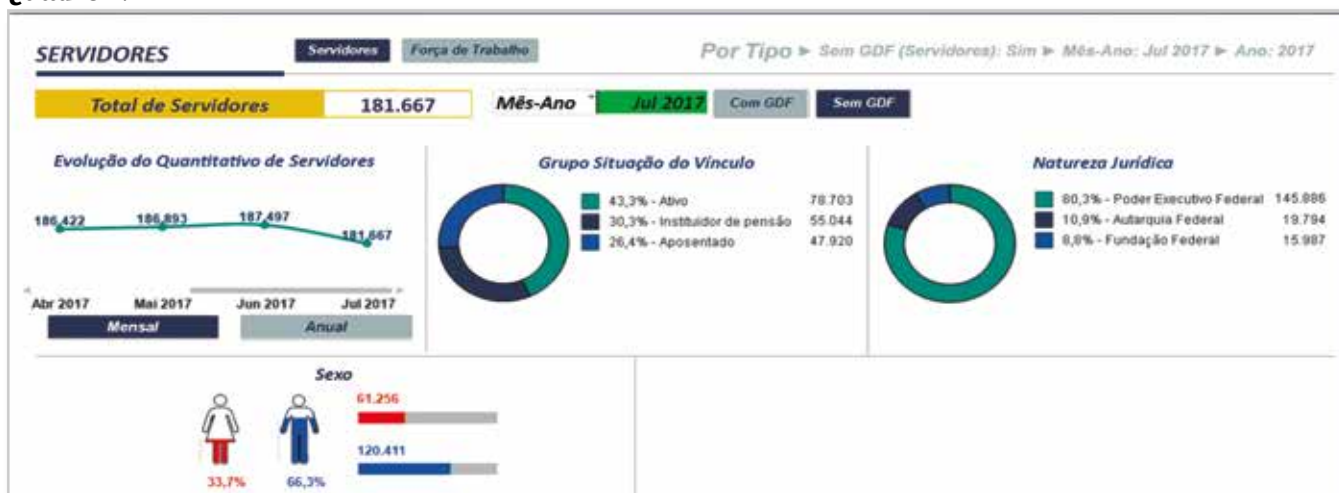 SERVIDORES
Servidores
Força de Trabalho
Por Tipo ► Sem GDF (Servidores): Sim ► Mês-Ano: Jul 2017 ► Ano: 2017
Total de Servidores
181.667
Mês-Ano
Jul 2017
Com GDF
Sem GDF
Evolução do Quantitativo de Servidores
186,422
186,893
187,497
181,667
Abr 2017
Mai 2017
Jun 2017
Jul 2017
Mensal
Anual
Grupo Situação do Vínculo
43,3% - Ativo 78.703
30,3% - Instituidor de pensão 55.044
26,4% - Aposentado 47.920
Natureza Jurídica
80,3% - Poder Executivo Federal 145.886
10,9% - Autarquia Federal 19.794
8,8% - Fundação Federal 15.987
Sexo
61.256
120.411
33,7%
66,3%